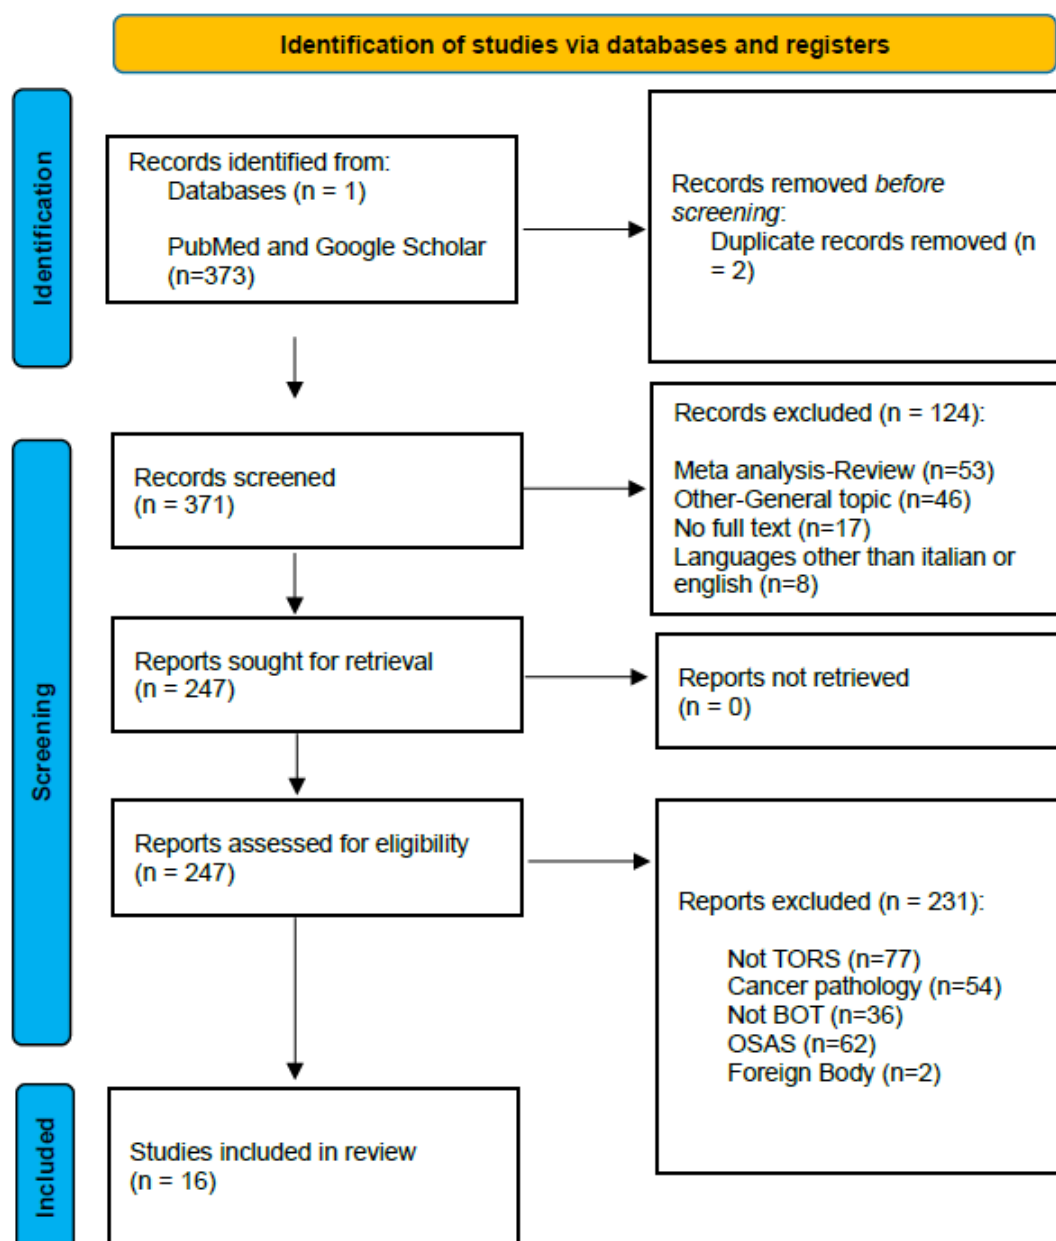 Identification of studies via databases and registers
Identification
Records identified from:
Databases (n = 1)
PubMed and Google Scholar
(n=373)
Records removed before
screening:
Duplicate records removed (n
= 2)
Screening
Records screened
(n = 371)
Records excluded (n = 124):
Meta analysis-Review (n=53)
Other-General topic (n=46)
No full text (n=17)
Languages other than italian or
english (n=8)
Reports sought for retrieval
(n = 247)
Reports not retrieved
(n = 0)
Reports assessed for eligibility
(n = 247)
Reports excluded (n = 231):
Not TORS (n=77)
Cancer pathology (n=54)
Not BOT (n=36)
OSAS (n=62)
Foreign Body (n=2)
Included
Studies included in review
(n = 16)